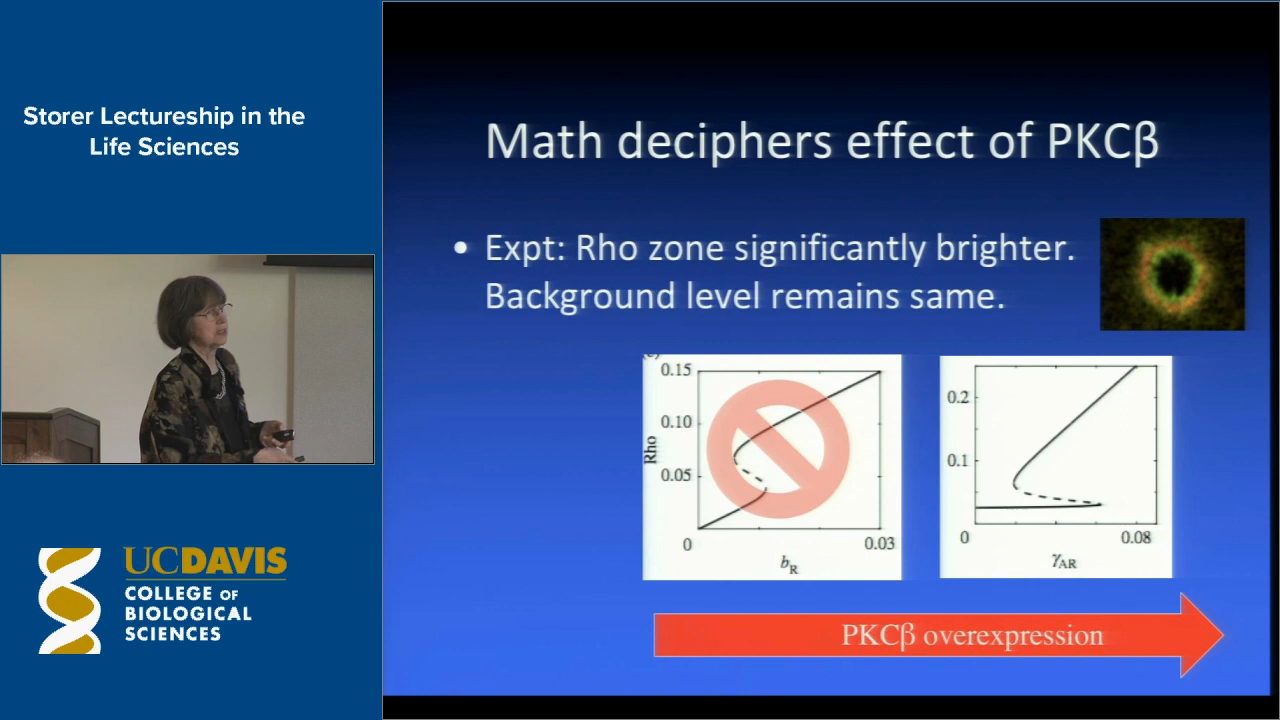 Storer Lectureship in the
Life Sciences
UCDAVIS
COLLEGE OF
BIOLOGICAL
SCIENCES
Math deciphers effect of PKCβ
• Expt: Rho zone significantly brighter.
Background level remains same.
0.15
0.10
0.05
Rho
0
0.03
bR
0.2
0.1
0
0.08
γAR
PKCβ overexpression